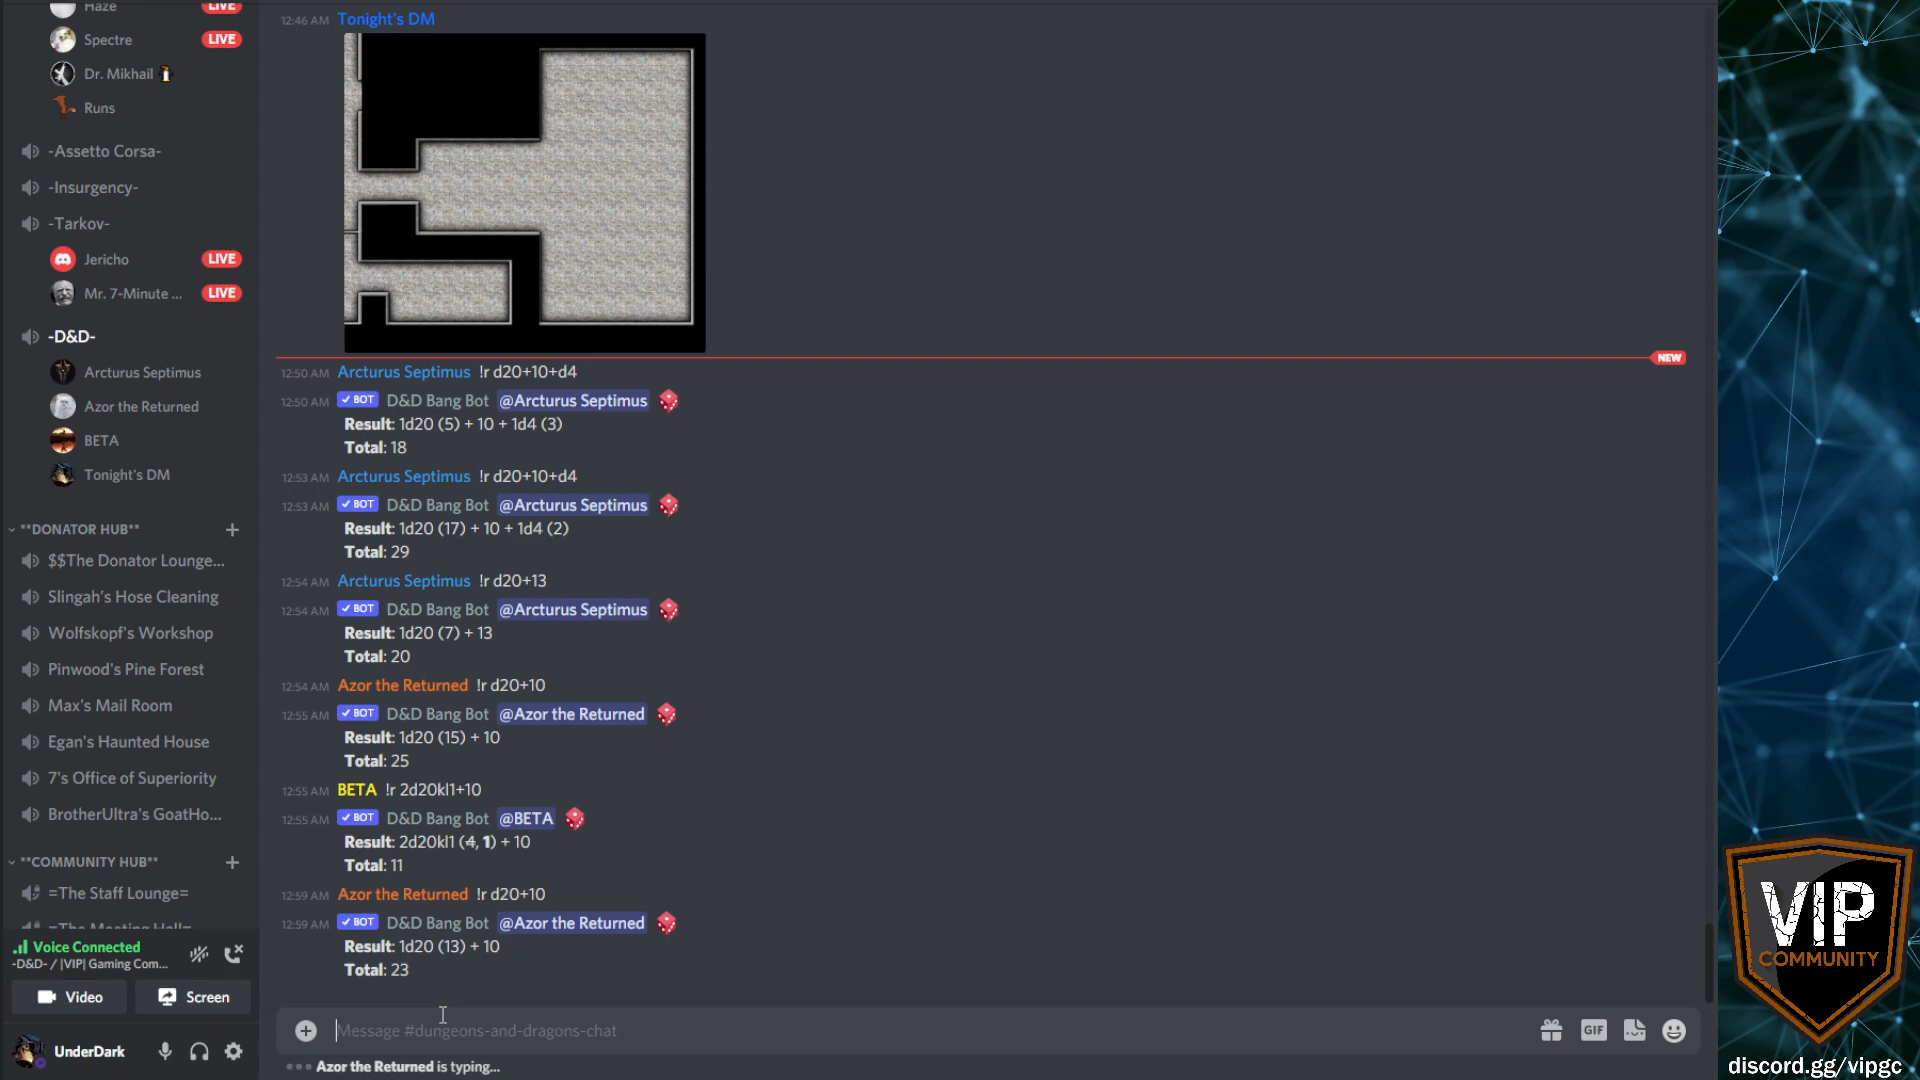 Haze LIVE
Spectre LIVE
Dr. Mikhail
Runs
-Assetto Corsa-
-Insurgency-
-Tarkov-
Jericho LIVE
Mr. 7-Minute ... LIVE
-D&D-
Arcturus Septimus
Azor the Returned
BETA
Tonight's DM
**DONATOR HUB**
$$The Donator Lounge...
Slingah's Hose Cleaning
Wolfskopf's Workshop
Pinwood's Pine Forest
Max's Mail Room
Egan's Haunted House
7's Office of Superiority
BrotherUltra's GoatHo...
**COMMUNITY HUB**
=The Staff Lounge=
=The Meeting Hall=
Voice Connected
-D&D- / |VIP| Gaming Com...
Video Screen
UnderDark
12:46 AM Tonight's DM
NEW
12:50 AM Arcturus Septimus !r d20+10+d4
12:50 AM BOT D&D Bang Bot @Arcturus Septimus
Result: 1d20 (5) + 10 + 1d4 (3)
Total: 18
12:53 AM Arcturus Septimus !r d20+10+d4
12:53 AM BOT D&D Bang Bot @Arcturus Septimus
Result: 1d20 (17) + 10 + 1d4 (2)
Total: 29
12:54 AM Arcturus Septimus !r d20+13
12:54 AM BOT D&D Bang Bot @Arcturus Septimus
Result: 1d20 (7) + 13
Total: 20
12:54 AM Azor the Returned !r d20+10
12:55 AM BOT D&D Bang Bot @Azor the Returned
Result: 1d20 (15) + 10
Total: 25
12:55 AM BETA !r 2d20kl1+10
12:55 AM BOT D&D Bang Bot @BETA
Result: 2d20kl1 (4, 1) + 10
Total: 11
12:59 AM Azor the Returned !r d20+10
12:59 AM BOT D&D Bang Bot @Azor the Returned
Result: 1d20 (13) + 10
Total: 23
Message #dungeons-and-dragons-chat
GIF
Azor the Returned is typing...
VIP
COMMUNITY
discord.gg/vipgc